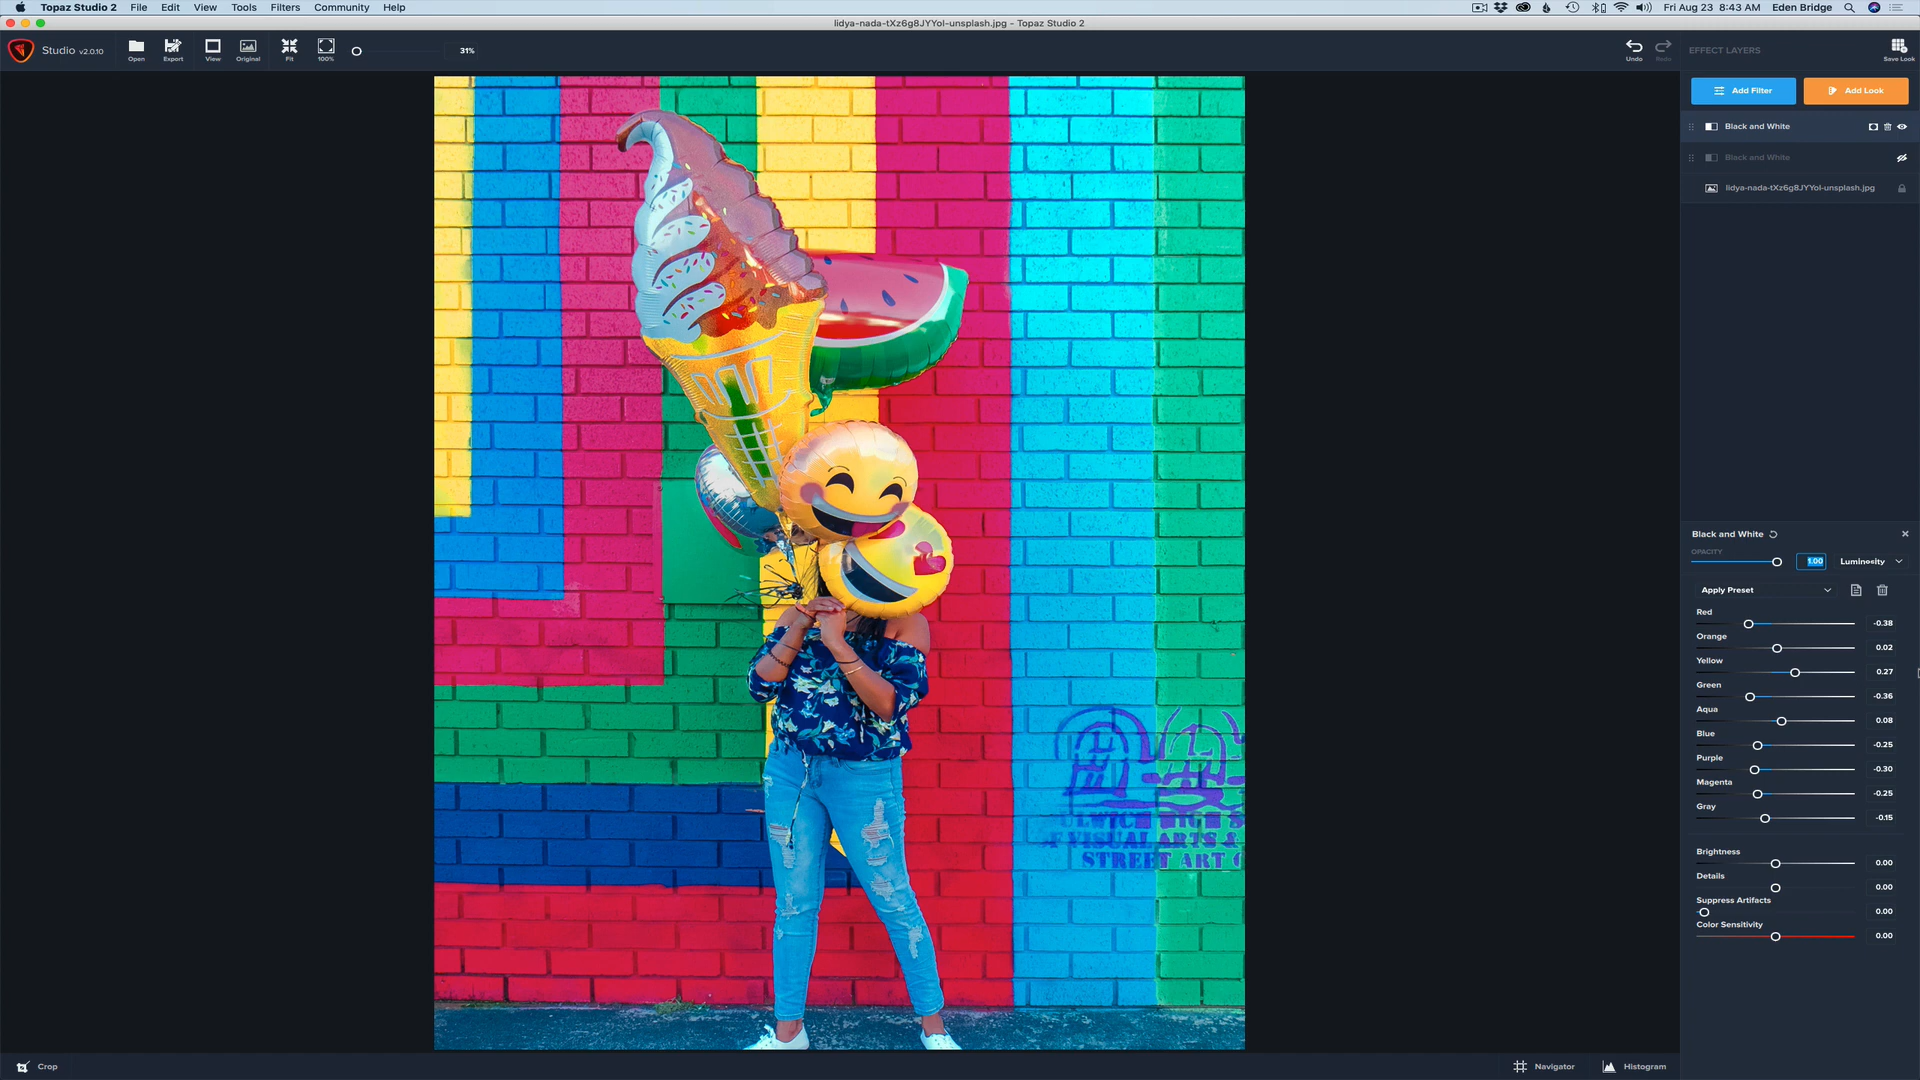 Topaz Studio 2 File Edit View Tools Filters Community Help
Fri Aug 23 8:43 AM Eden Bridge
lidya-nada-tXz6g8JYYoI-unsplash.jpg - Topaz Studio 2
Studio v2.0.10
Open Export View Original Fit 100% 31%
Undo Redo
EFFECT LAYERS
Save Look
Add Filter Add Look
Black and White
Black and White
lidya-nada-tXz6g8JYYoI-unsplash.jpg
Black and White
OPACITY
1.00 Luminosity
Apply Preset
Red
-0.38
Orange
0.02
Yellow
0.27
Green
-0.36
Aqua
0.08
Blue
-0.25
Purple
-0.30
Magenta
-0.25
Gray
-0.15
Brightness
0.00
Details
0.00
Suppress Artifacts
0.00
Color Sensitivity
0.00
ULWICH HIGH S
F VISUAL ARTS &
STREET ART
Crop
Navigator Histogram